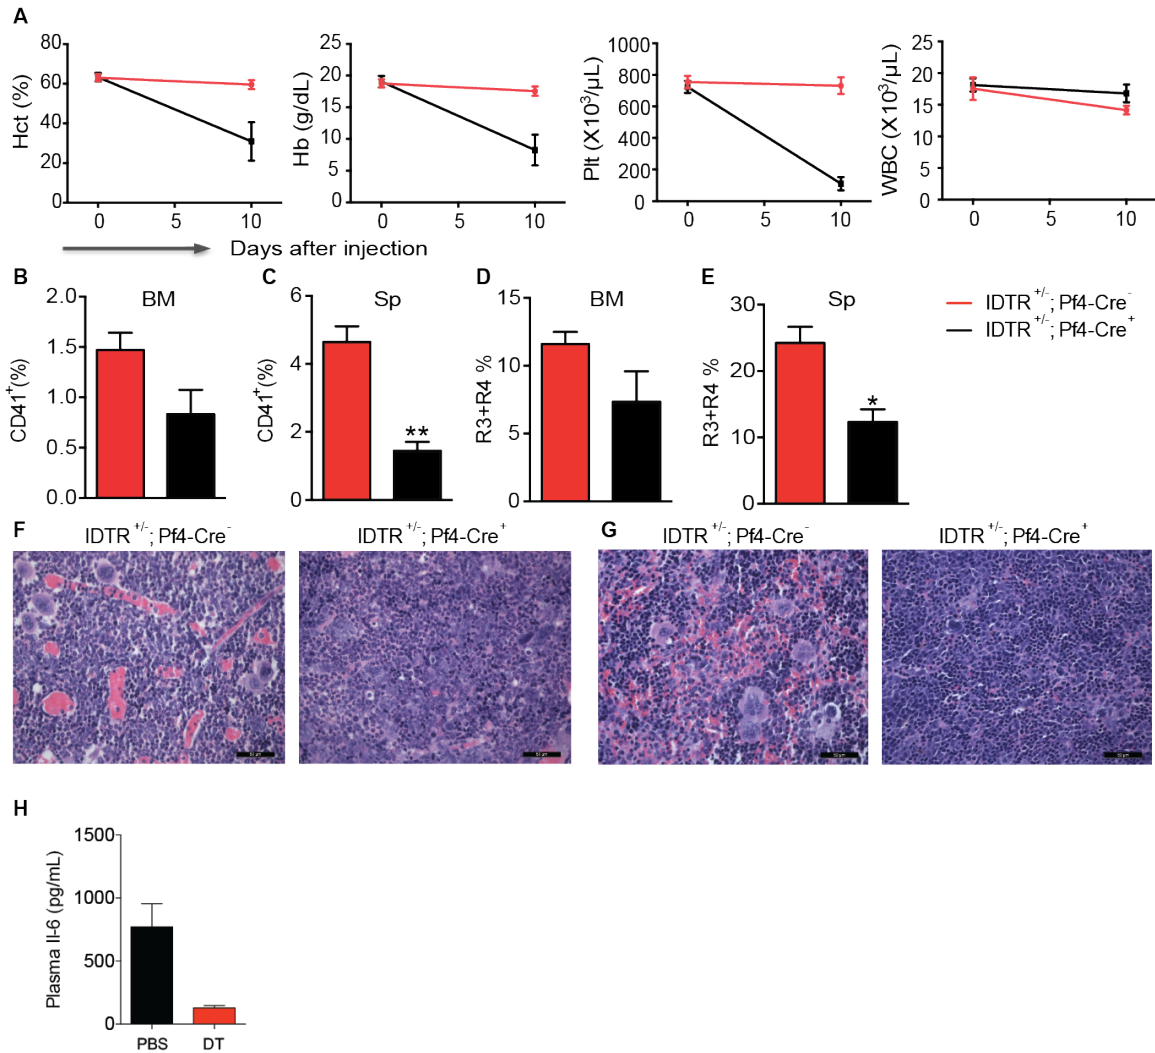 A
Hct (%)
80
60
40
20
0
0 5 10
Hb (g/dL)
25
20
15
10
5
0
0 5 10
Plt (X10³/µL)
1000
800
600
400
200
0
0 5 10
WBC (X10³/µL)
25
20
15
10
5
0
0 5 10
Days after injection
B
BM
CD41⁺(%)
2.0
1.5
1.0
0.5
0.0
C
Sp
CD41⁺(%)
6
4
2
0
**
D
BM
R3+R4 %
15
10
5
0
E
Sp
R3+R4 %
30
20
10
0
*
IDTR⁺/⁻; Pf4-Cre⁻
IDTR⁺/⁻; Pf4-Cre⁺
F
IDTR⁺/⁻; Pf4-Cre⁻
IDTR⁺/⁻; Pf4-Cre⁺
G
IDTR⁺/⁻; Pf4-Cre⁻
IDTR⁺/⁻; Pf4-Cre⁺
H
Plasma Il-6 (pg/mL)
1500
1000
500
0
PBS DT